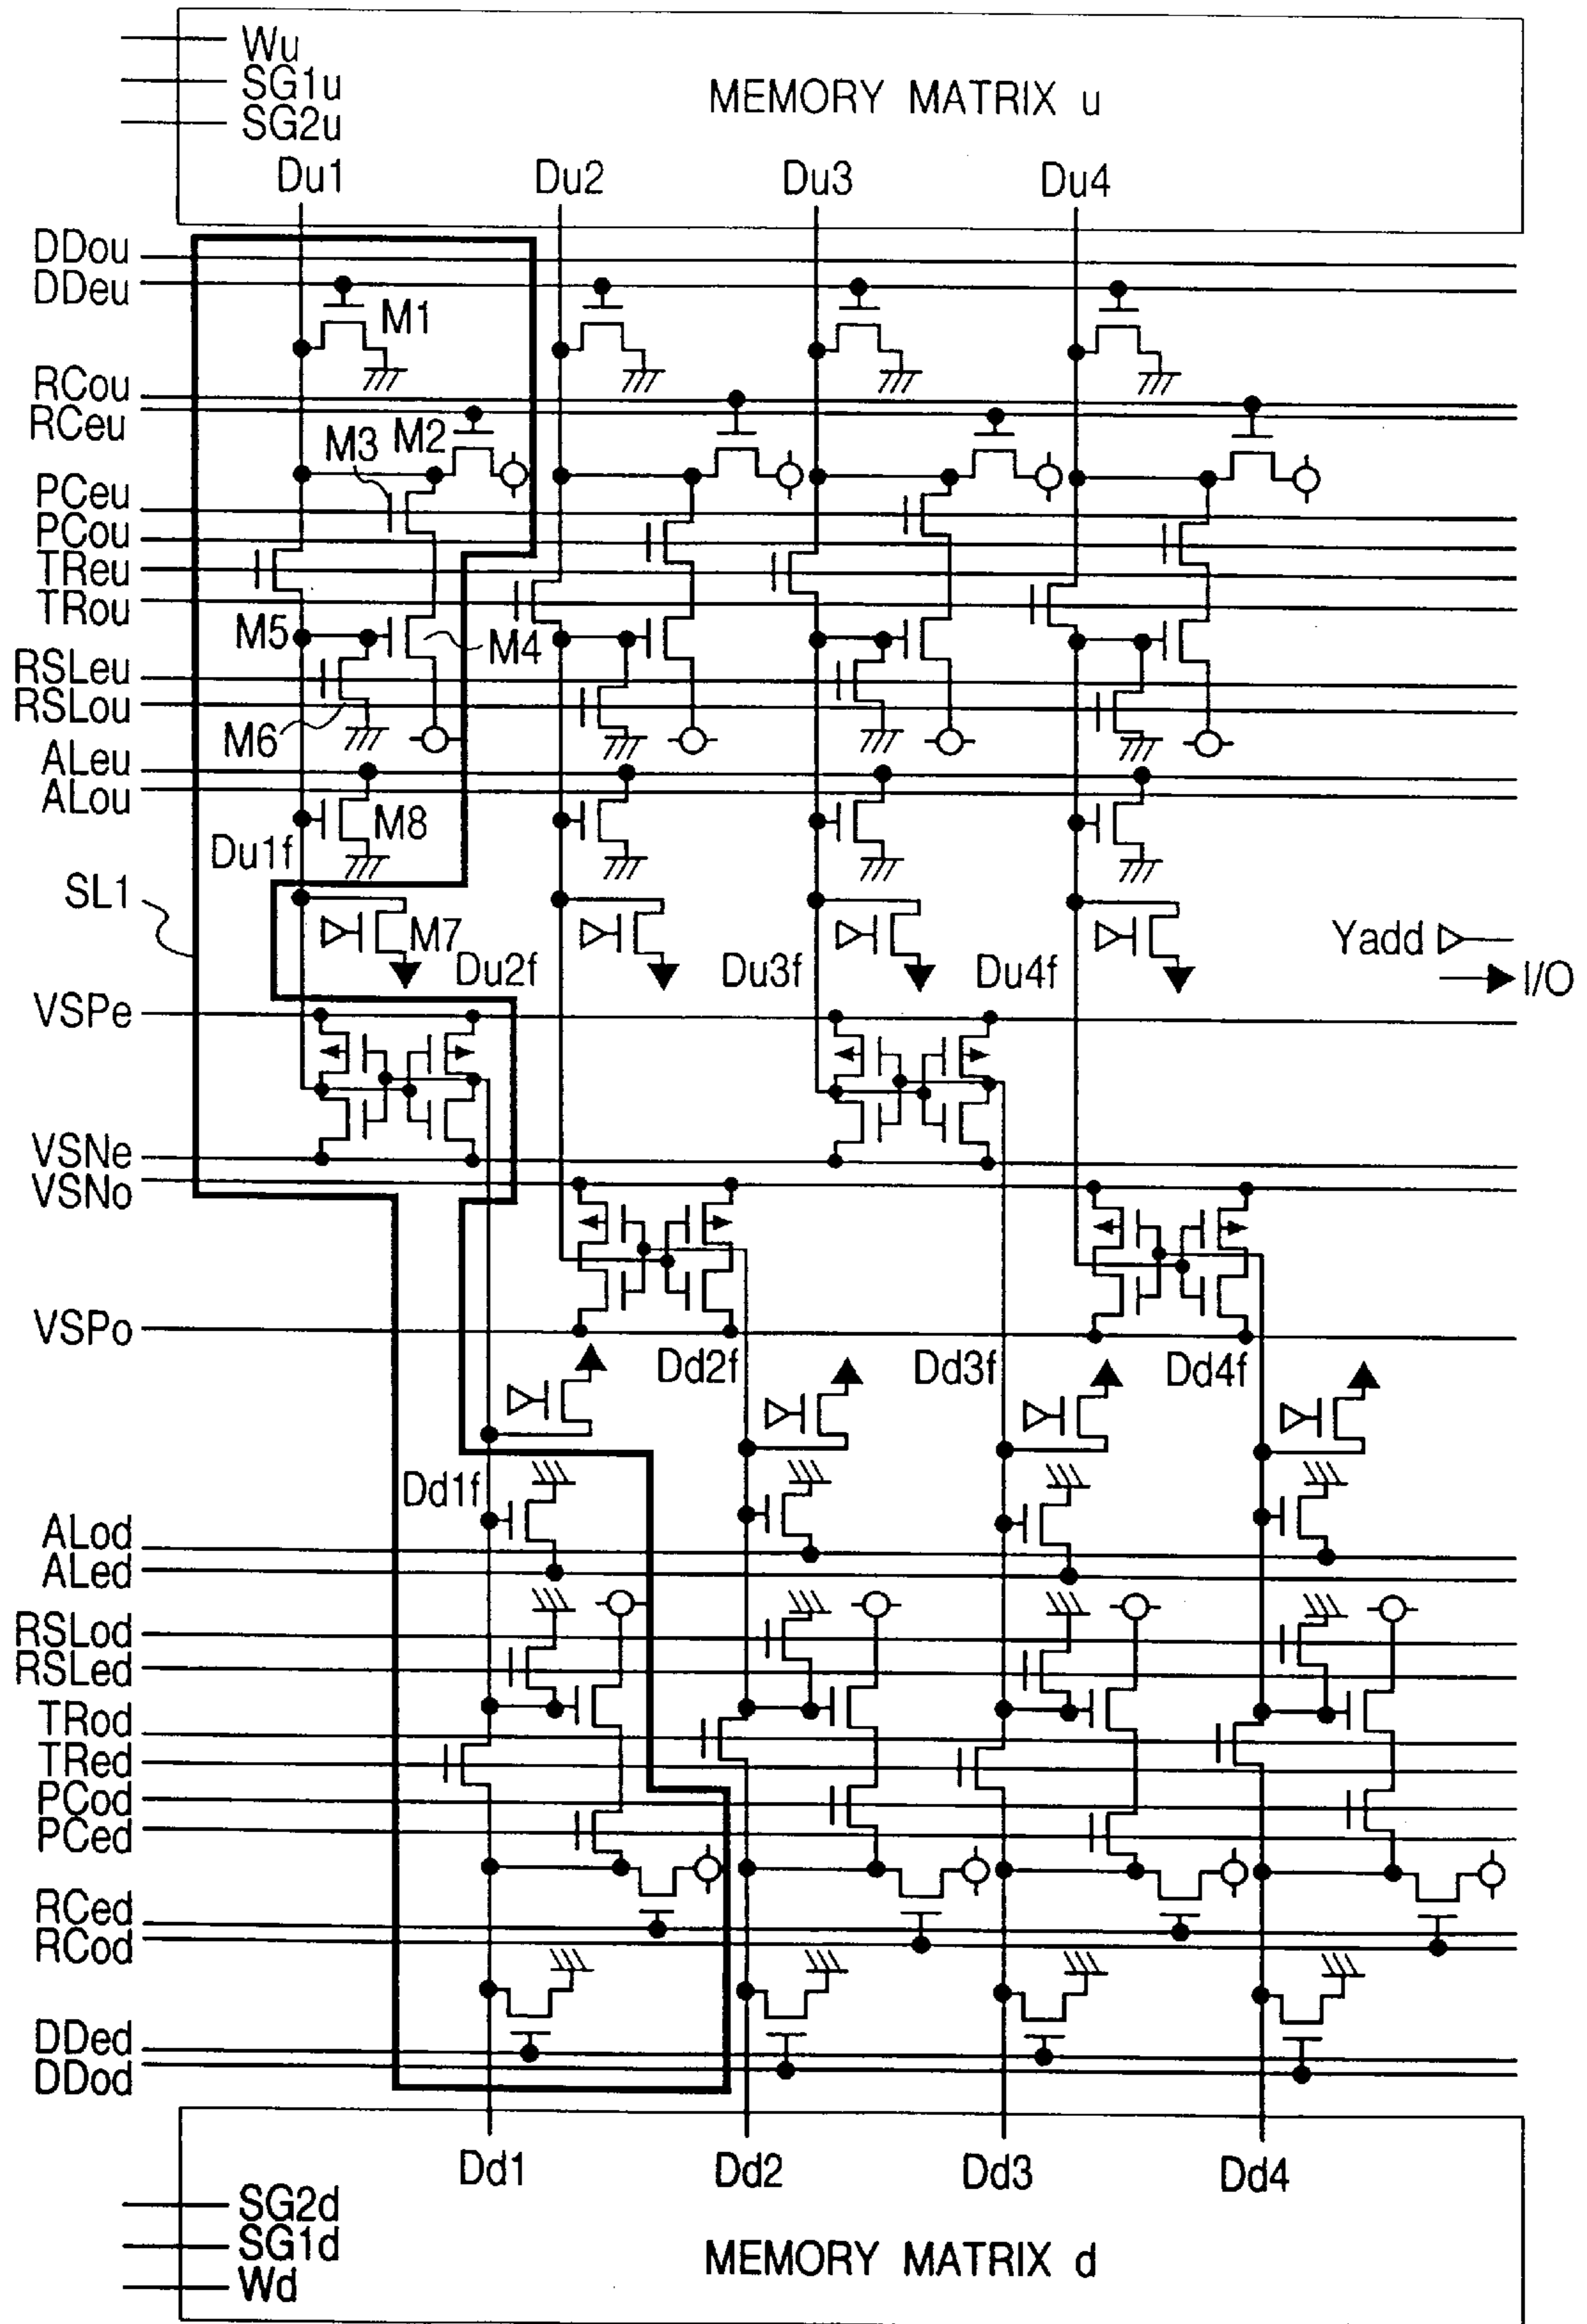 Wu
SG1u
SG2u
MEMORY MATRIX u
Du1 Du2 Du3 Du4
DDou
DDeu
M1
RCou
RCeu
M3 M2
PCeu
PCou
TReu
TRou
M5 M4
RSLeu
RSLou
M6
ALeu
ALou
M8
Du1f
SL1
M7 Du2f Du3f Du4f Yadd
I/O
VSPe
VSNe
VSNo
VSPo
Dd2f Dd3f Dd4f
Dd1f
ALod
ALed
RSLod
RSLed
TRod
TRed
PCod
PCed
RCed
RCod
DDed
DDod
Dd1 Dd2 Dd3 Dd4
SG2d
SG1d
Wd
MEMORY MATRIX d